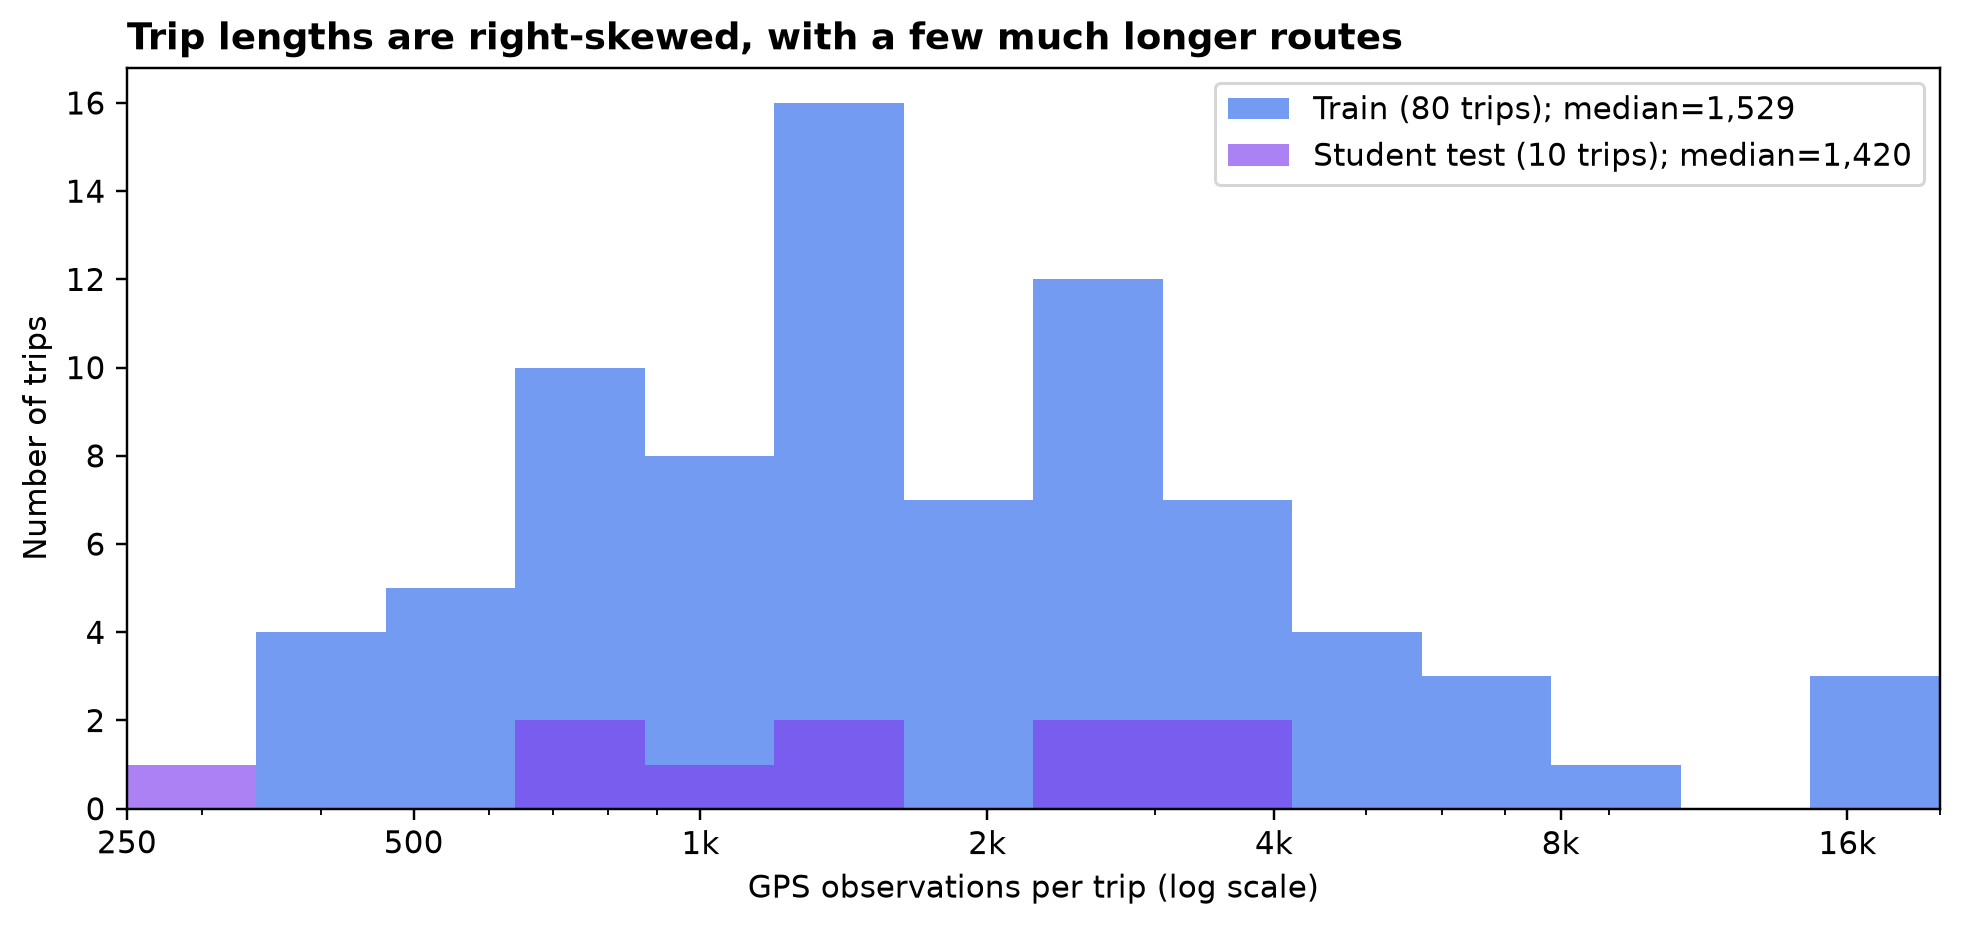 Trip lengths are right-skewed, with a few much longer routes
Train (80 trips); median=1,529
Student test (10 trips); median=1,420
Number of trips
16
14
12
10
8
6
4
2
0
250 500 1k 2k 4k 8k 16k
GPS observations per trip (log scale)